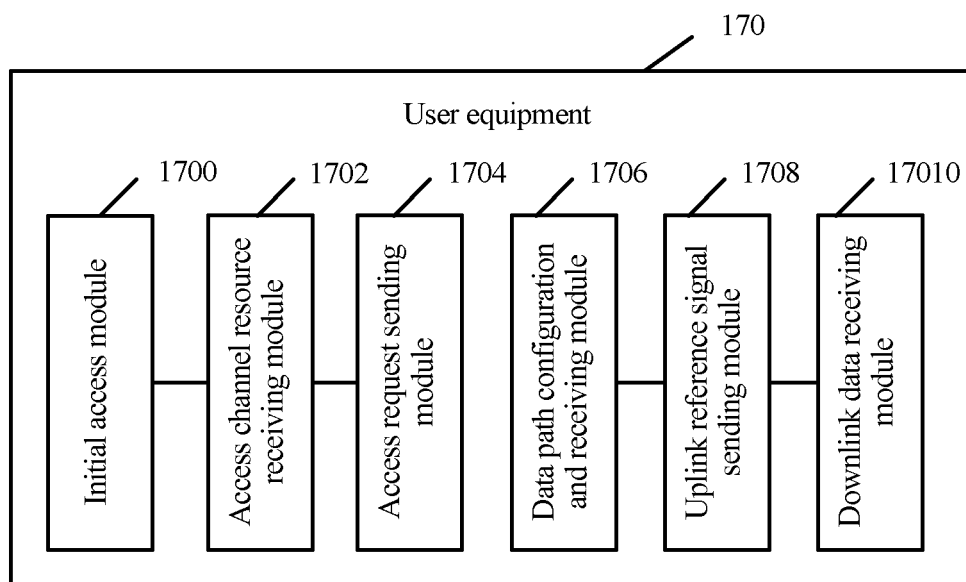 170
User equipment
1700
1702
1704
1706
1708
17010
Initial access module
Access channel resource
receiving module
Access request sending
module
Data path configuration
and receiving module
Uplink reference signal
sending module
Downlink data receiving
module